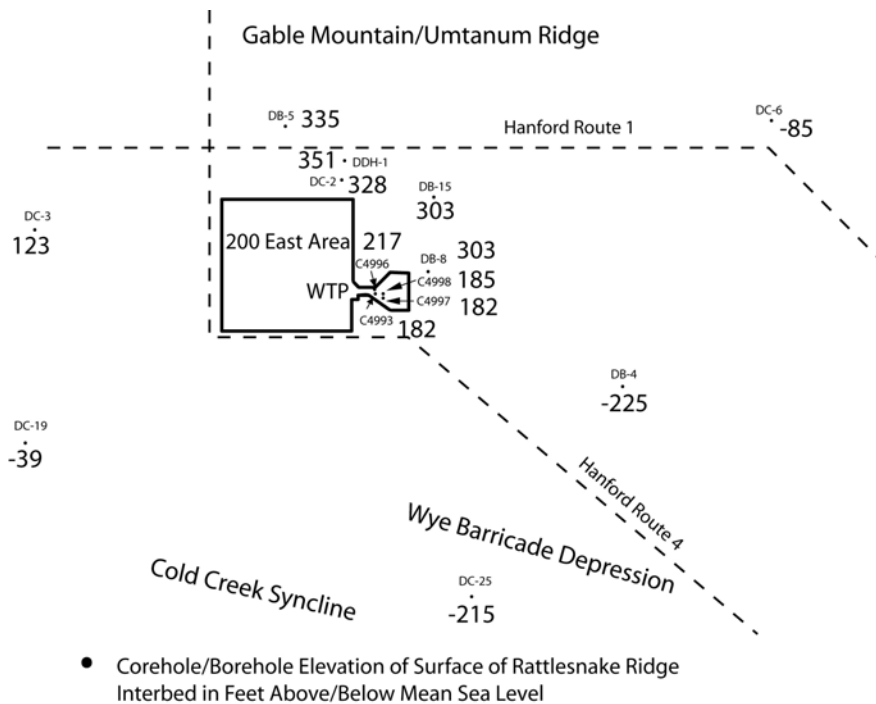 Gable Mountain/Umtanum Ridge
DC-6
-85
DB-5 335
Hanford Route 1
351 DDH-1
DC-2 328
DB-15
303
DC-3
123
200 East Area 217
303
C4996
DB-8
185
C4998
WTP
C4997
182
C4993
182
DB-4
-225
DC-19
-39
Hanford Route 4
Wye Barricade Depression
Cold Creek Syncline
DC-25
-215
Corehole/Borehole Elevation of Surface of Rattlesnake Ridge
Interbed in Feet Above/Below Mean Sea Level